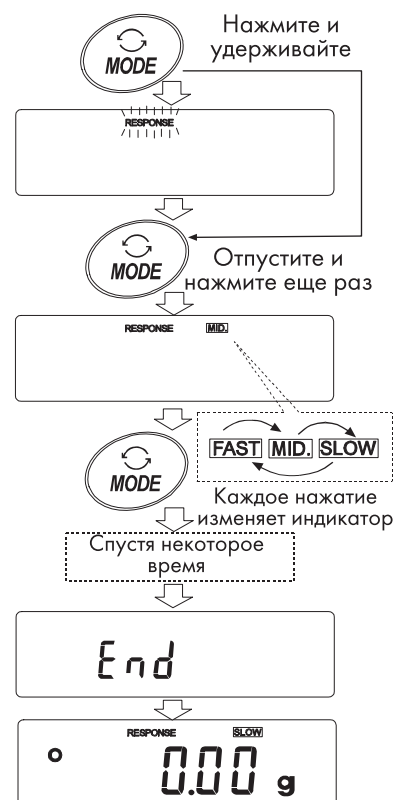 Нажмите и
удерживайте
MODE
RESPONSE
MODE
Отпустите и
нажмите еще раз
RESPONSE MID.
FAST MID. SLOW
MODE
Каждое нажатие
изменяет индикатор
Спустя некоторое
время
End
RESPONSE SLOW
0.00 g